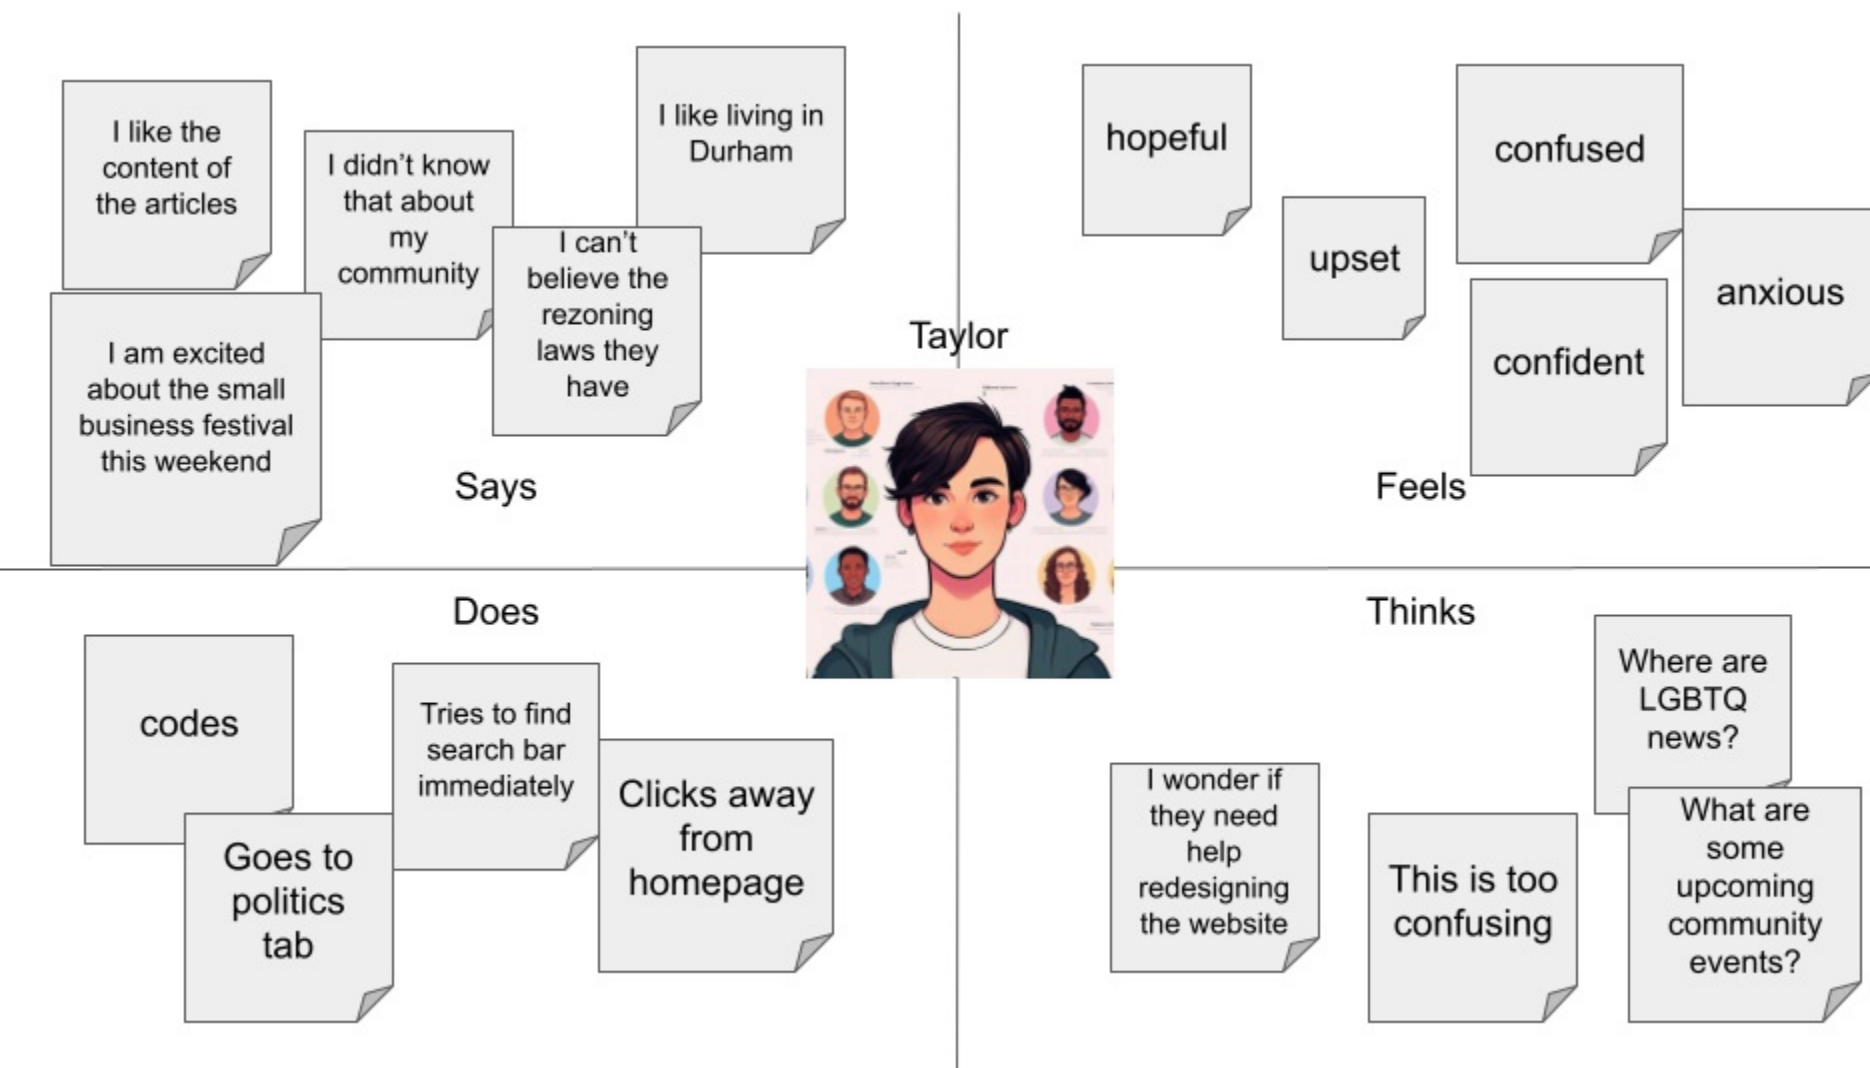 I like the
content of
the articles
I didn't know
that about
my
community
I like living in
Durham
I can't
believe the
rezoning
laws they
have
I am excited
about the small
business festival
this weekend
Says
hopeful
confused
upset
anxious
confident
Feels
Taylor
Does
codes
Tries to find
search bar
immediately
Clicks away
from
homepage
Goes to
politics
tab
Thinks
Where are
LGBTQ
news?
I wonder if
they need
help
redesigning
the website
This is too
confusing
What are
some
upcoming
community
events?